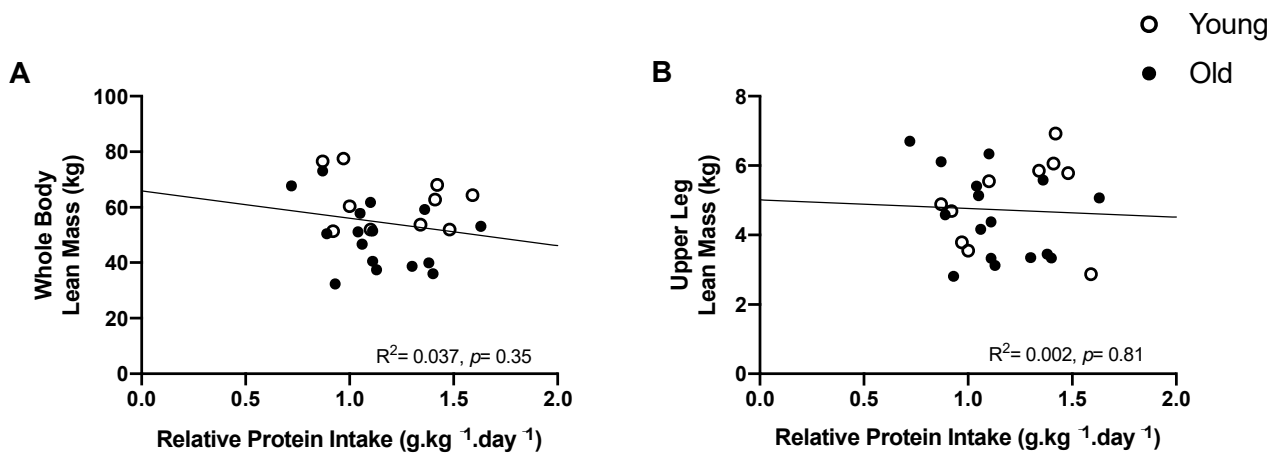 Young
Old
A
100
80
60
40
20
0
0.0
0.5
1.0
1.5
2.0
Whole Body
Lean Mass (kg)
R²= 0.037, p= 0.35
Relative Protein Intake (g.kg ⁻¹.day ⁻¹)
B
8
6
4
2
0
0.0
0.5
1.0
1.5
2.0
Upper Leg
Lean Mass (kg)
R²= 0.002, p= 0.81
Relative Protein Intake (g.kg ⁻¹.day ⁻¹)